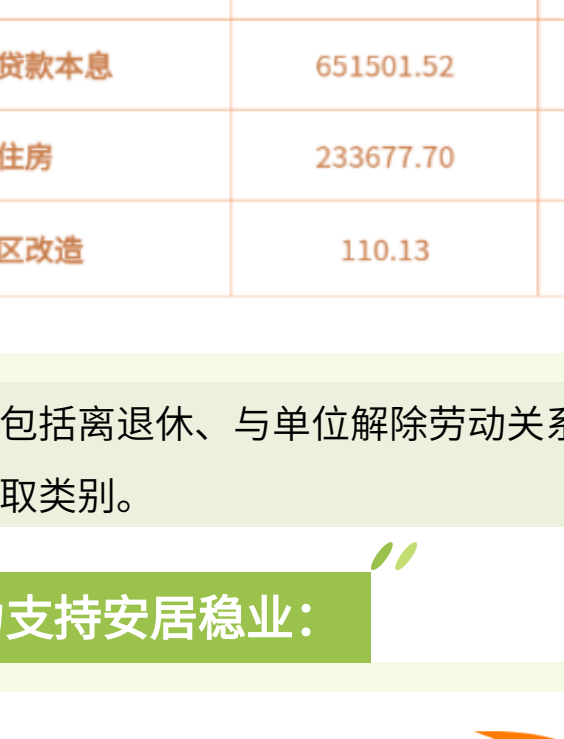 贷款本息 651501.52
住房 233677.70
区改造 110.13
包括离退休、与单位解除劳动关系
取类别。
支持安居稳业：